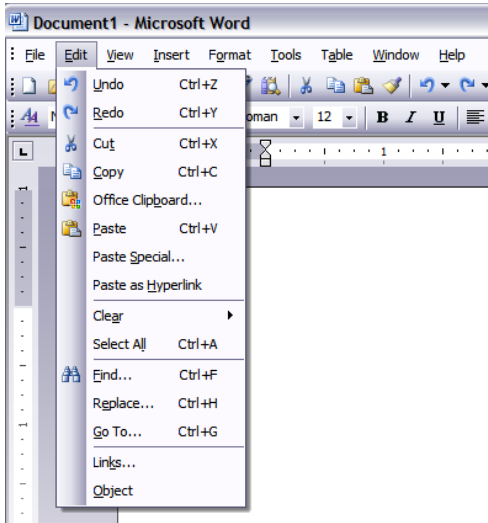 Document1 - Microsoft Word
File Edit View Insert Format Tools Table Window Help
12 B I U
Undo Ctrl+Z
Redo Ctrl+Y
Cut Ctrl+X
Copy Ctrl+C
Office Clipboard...
Paste Ctrl+V
Paste Special...
Paste as Hyperlink
Clear
Select All Ctrl+A
Find... Ctrl+F
Replace... Ctrl+H
Go To... Ctrl+G
Links...
Object